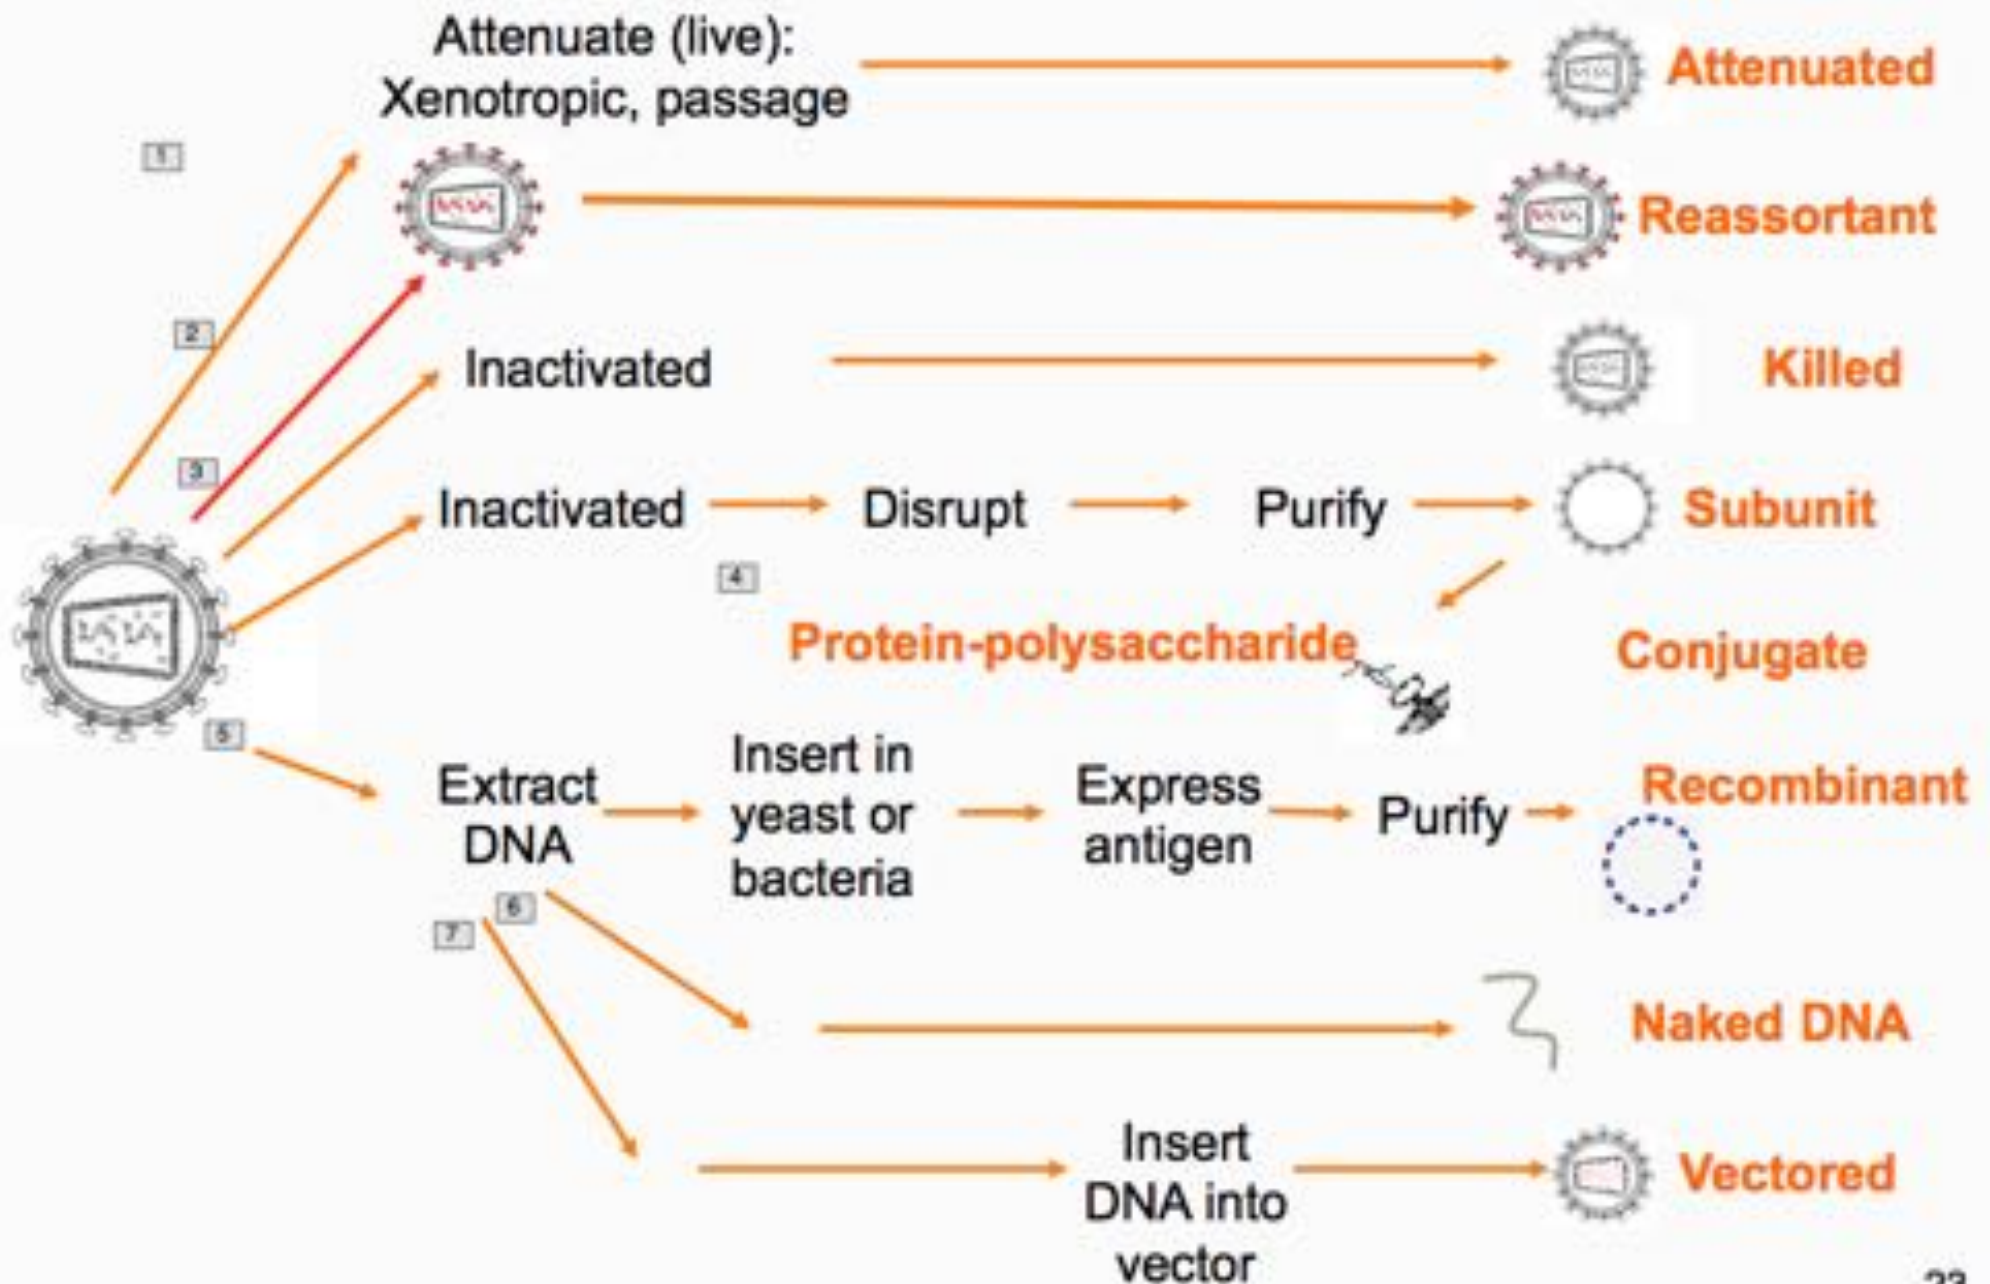 Attenuate (live):
Xenotropic, passage
Attenuated
1
Reassortant
2
Inactivated
Killed
3
Inactivated
Disrupt
Purify
Subunit
4
Protein-polysaccharide
Conjugate
5
Extract
DNA
Insert in
yeast or
bacteria
Express
antigen
Purify
Recombinant
6
7
Naked DNA
Insert
DNA into
vector
Vectored
23